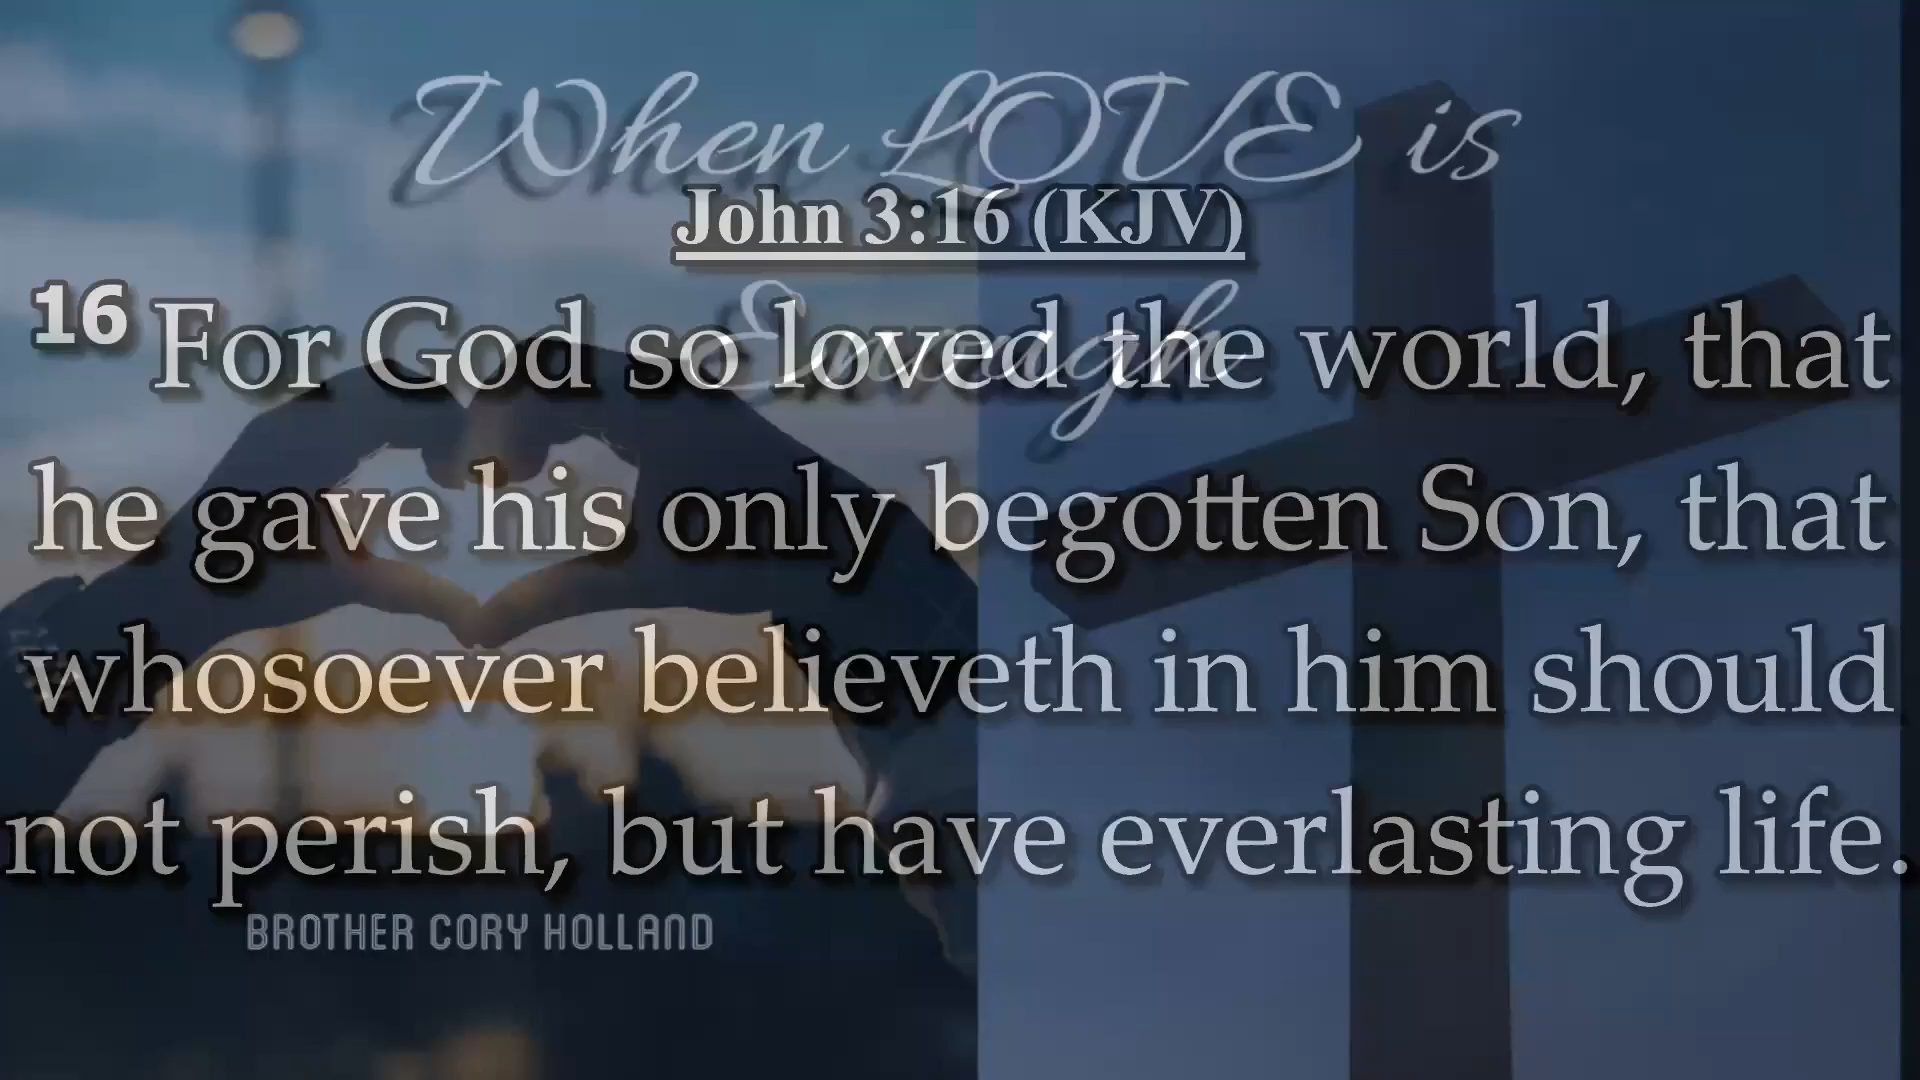 When LOVE is
John 3:16 (KJV)
Enough
16 For God so loved the world, that
he gave his only begotten Son, that
whosoever believeth in him should
not perish, but have everlasting life.
BROTHER CORY HOLLAND